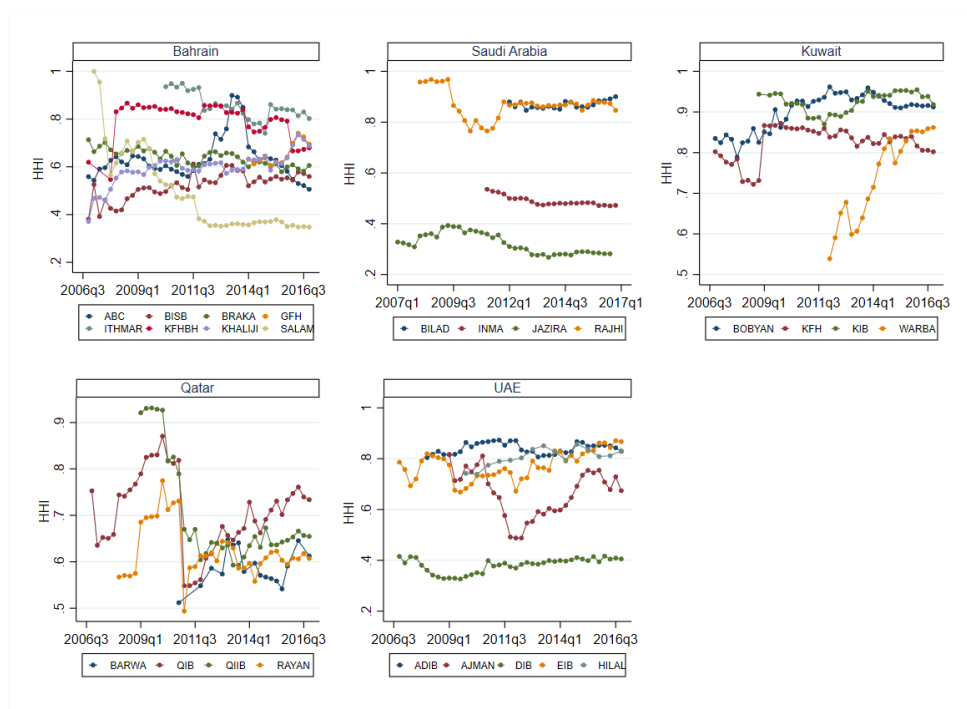 Bahrain
HHI
1
.8
.6
.4
.2
2006q3 2009q1 2011q3 2014q1 2016q3
ABC BISB BRAKA GFH
ITHMAR KFHBH KHALIJI SALAM
Saudi Arabia
HHI
1
.8
.6
.4
.2
2007q1 2009q3 2012q1 2014q3 2017q1
BILAD INMA JAZIRA RAJHI
Kuwait
HHI
1
.9
.8
.7
.6
.5
2006q3 2009q1 2011q3 2014q1 2016q3
BOBYAN KFH KIB WARBA
Qatar
HHI
.9
.8
.7
.6
.5
2006q3 2009q1 2011q3 2014q1 2016q3
BARWA QIB QIIB RAYAN
UAE
HHI
1
.8
.6
.4
.2
2006q3 2009q1 2011q3 2014q1 2016q3
ADIB AJMAN DIB EIB HILAL